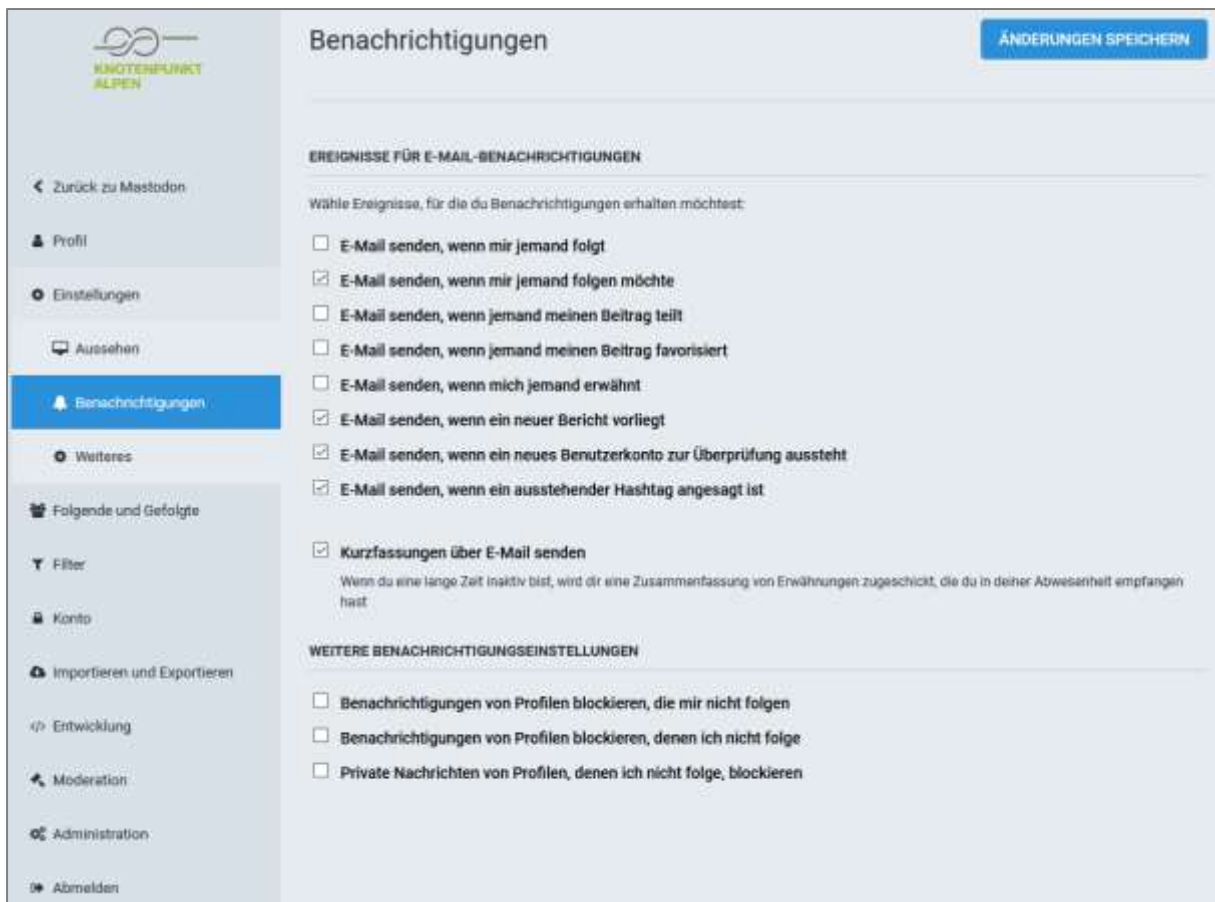 KNOTENPUNKT
ALPEN
Zurück zu Mastodon
Profil
Einstellungen
Aussehen
Benachrichtigungen
Weiteres
Folgende und Gefolgte
Filter
Konto
Importieren und Exportieren
Entwicklung
Moderation
Administration
Abmelden
Benachrichtigungen
ÄNDERUNGEN SPEICHERN
EREIGNISSE FÜR E-MAIL-BENACHRICHTIGUNGEN
Wähle Ereignisse, für die du Benachrichtigungen erhalten möchtest:
E-Mail senden, wenn mir jemand folgt
E-Mail senden, wenn mir jemand folgen möchte
E-Mail senden, wenn jemand meinen Beitrag teilt
E-Mail senden, wenn jemand meinen Beitrag favorisiert
E-Mail senden, wenn mich jemand erwähnt
E-Mail senden, wenn ein neuer Bericht vorliegt
E-Mail senden, wenn ein neues Benutzerkonto zur Überprüfung aussteht
E-Mail senden, wenn ein ausstehender Hashtag angesagt ist
Kurzfassungen über E-Mail senden
Wenn du eine lange Zeit inaktiv bist, wird dir eine Zusammenfassung von Erwähnungen zugeschickt, die du in deiner Abwesenheit empfangen
hast
WEITERE BENACHRICHTIGUNGSEINSTELLUNGEN
Benachrichtigungen von Profilen blockieren, die mir nicht folgen
Benachrichtigungen von Profilen blockieren, denen ich nicht folge
Private Nachrichten von Profilen, denen ich nicht folge, blockieren